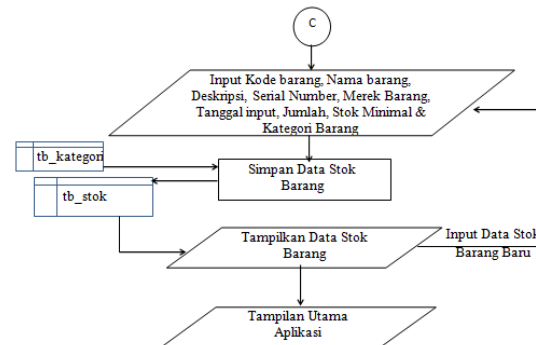 C
Input Kode barang, Nama barang,
Deskripsi, Serial Number, Merek Barang,
Tanggal input, Jumlah, Stok Minimal &
Kategori Barang
tb_kategori
Simpan Data Stok
Barang
tb_stok
Tampilkan Data Stok
Barang
Input Data Stok
Barang Baru
Tampilan Utama
Aplikasi